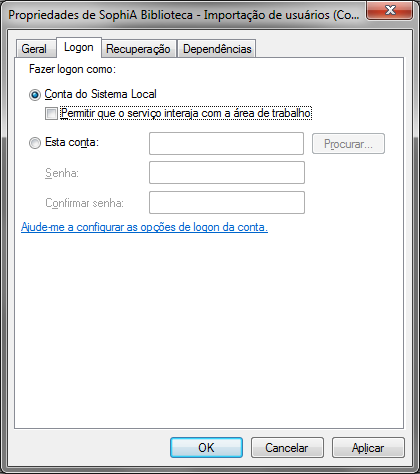 Propriedades de SophiA Biblioteca - Importação de usuários (Co...
Geral Logon Recuperação Dependências
Fazer logon como:
Conta do Sistema Local
Permitir que o serviço interaja com a área de trabalho
Esta conta: Procurar...
Senha:
Confirmar senha:
Ajude-me a configurar as opções de logon da conta.
OK Cancelar Aplicar